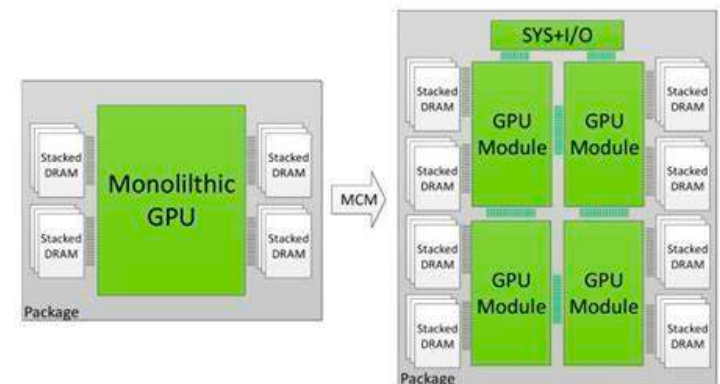 Stacked
DRAM
Stacked
DRAM
Monolilthic
GPU
Stacked
DRAM
Stacked
DRAM
Package
MCM
SYS+I/O
Stacked
DRAM
GPU
Module
GPU
Module
Stacked
DRAM
Stacked
DRAM
Stacked
DRAM
Stacked
DRAM
GPU
Module
GPU
Module
Stacked
DRAM
Stacked
DRAM
Stacked
DRAM
Package